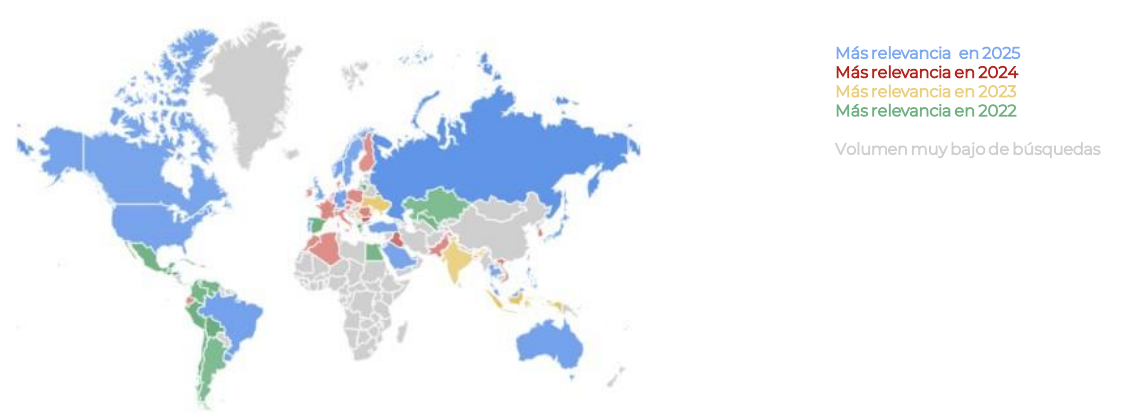 Más relevancia en 2025
Más relevancia en 2024
Más relevancia en 2023
Más relevancia en 2022
Volumen muy bajo de búsquedas